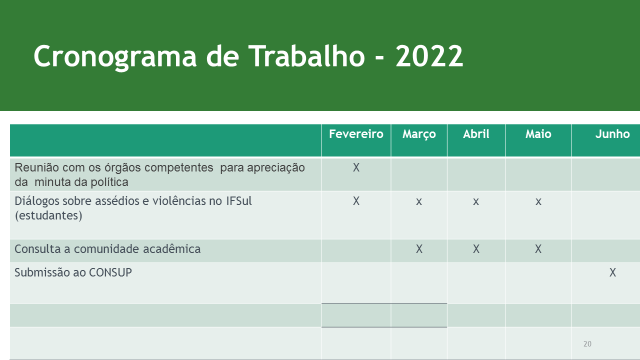 Cronograma de Trabalho - 2022
Fevereiro Março Abril Maio Junho
Reunião com os órgãos competentes para apreciação X
da minuta da política
Diálogos sobre assédios e violências no IFSul X x x x
(estudantes)
Consulta a comunidade acadêmica X X X
Submissão ao CONSUP X
20